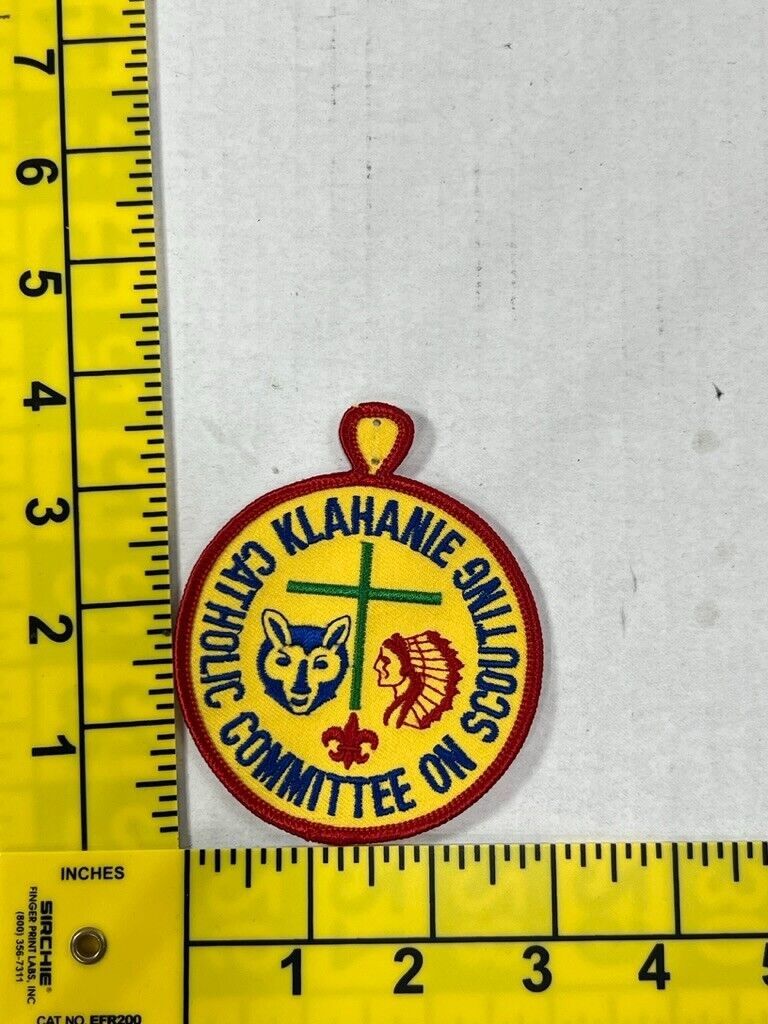 KLAHANIE
CATHOLIC COMMITTEE ON SCOUTING
7
6
5
4
3
2
1
INCHES
SIRCHIE®
FINGER PRINT LABS, INC
(800) 356-7311
CAT NO. EFR200
1 2 3 4 5